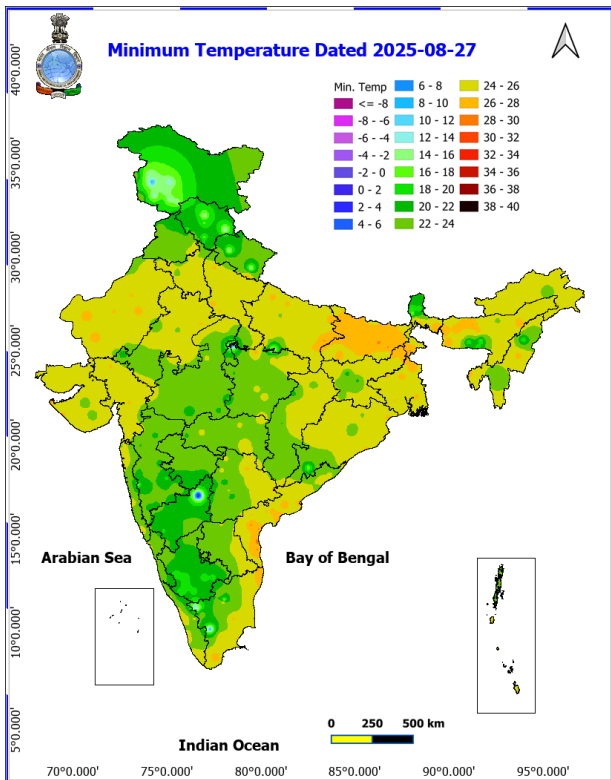 Minimum Temperature Dated 2025-08-27
Min. Temp
<= -8
-8 - -6
-6 - -4
-4 - -2
-2 - 0
0 - 2
2 - 4
4 - 6
6 - 8
8 - 10
10 - 12
12 - 14
14 - 16
16 - 18
18 - 20
20 - 22
22 - 24
24 - 26
26 - 28
28 - 30
30 - 32
32 - 34
34 - 36
36 - 38
38 - 40
40°0.000'
35°0.000'
30°0.000'
25°0.000'
20°0.000'
15°0.000'
10°0.000'
5°0.000'
Arabian Sea
Bay of Bengal
0 250 500 km
Indian Ocean
70°0.000' 75°0.000' 80°0.000' 85°0.000' 90°0.000' 95°0.000'